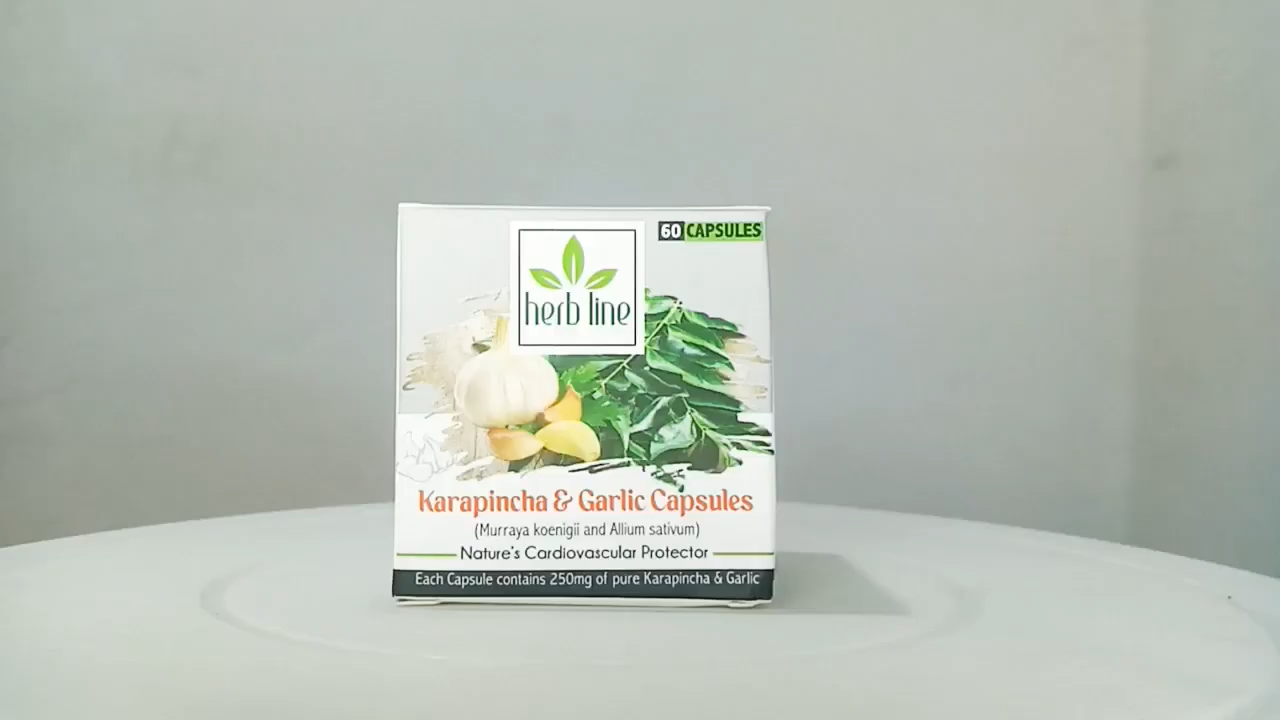 60 CAPSULES
herb line
Karapincha & Garlic Capsules
(Murraya koenigii and Allium sativum)
Nature's Cardiovascular Protector
Each Capsule contains 250mg of pure Karapincha & Garlic